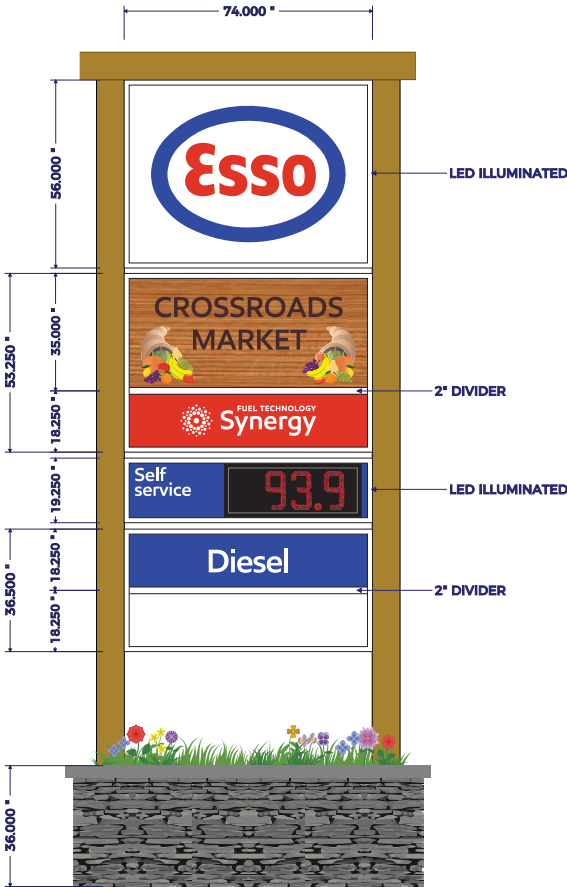 74.000 "
56.000 "
Esso
LED ILLUMINATED
53.250 "
35.000 "
CROSSROADS
MARKET
2" DIVIDER
18.250 "
FUEL TECHNOLOGY
Synergy
19.250 "
Self
service
93.9
LED ILLUMINATED
36.500 "
18.250 "
Diesel
2" DIVIDER
18.250 "
36.000 "